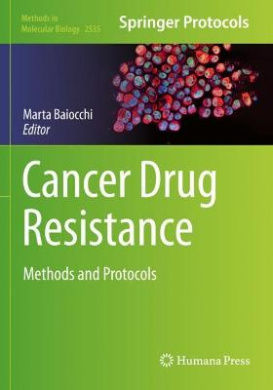 Methods in
Molecular Biology 2535
Springer Protocols
Marta Baiocchi
Editor
Cancer Drug
Resistance
Methods and Protocols
Humana Press